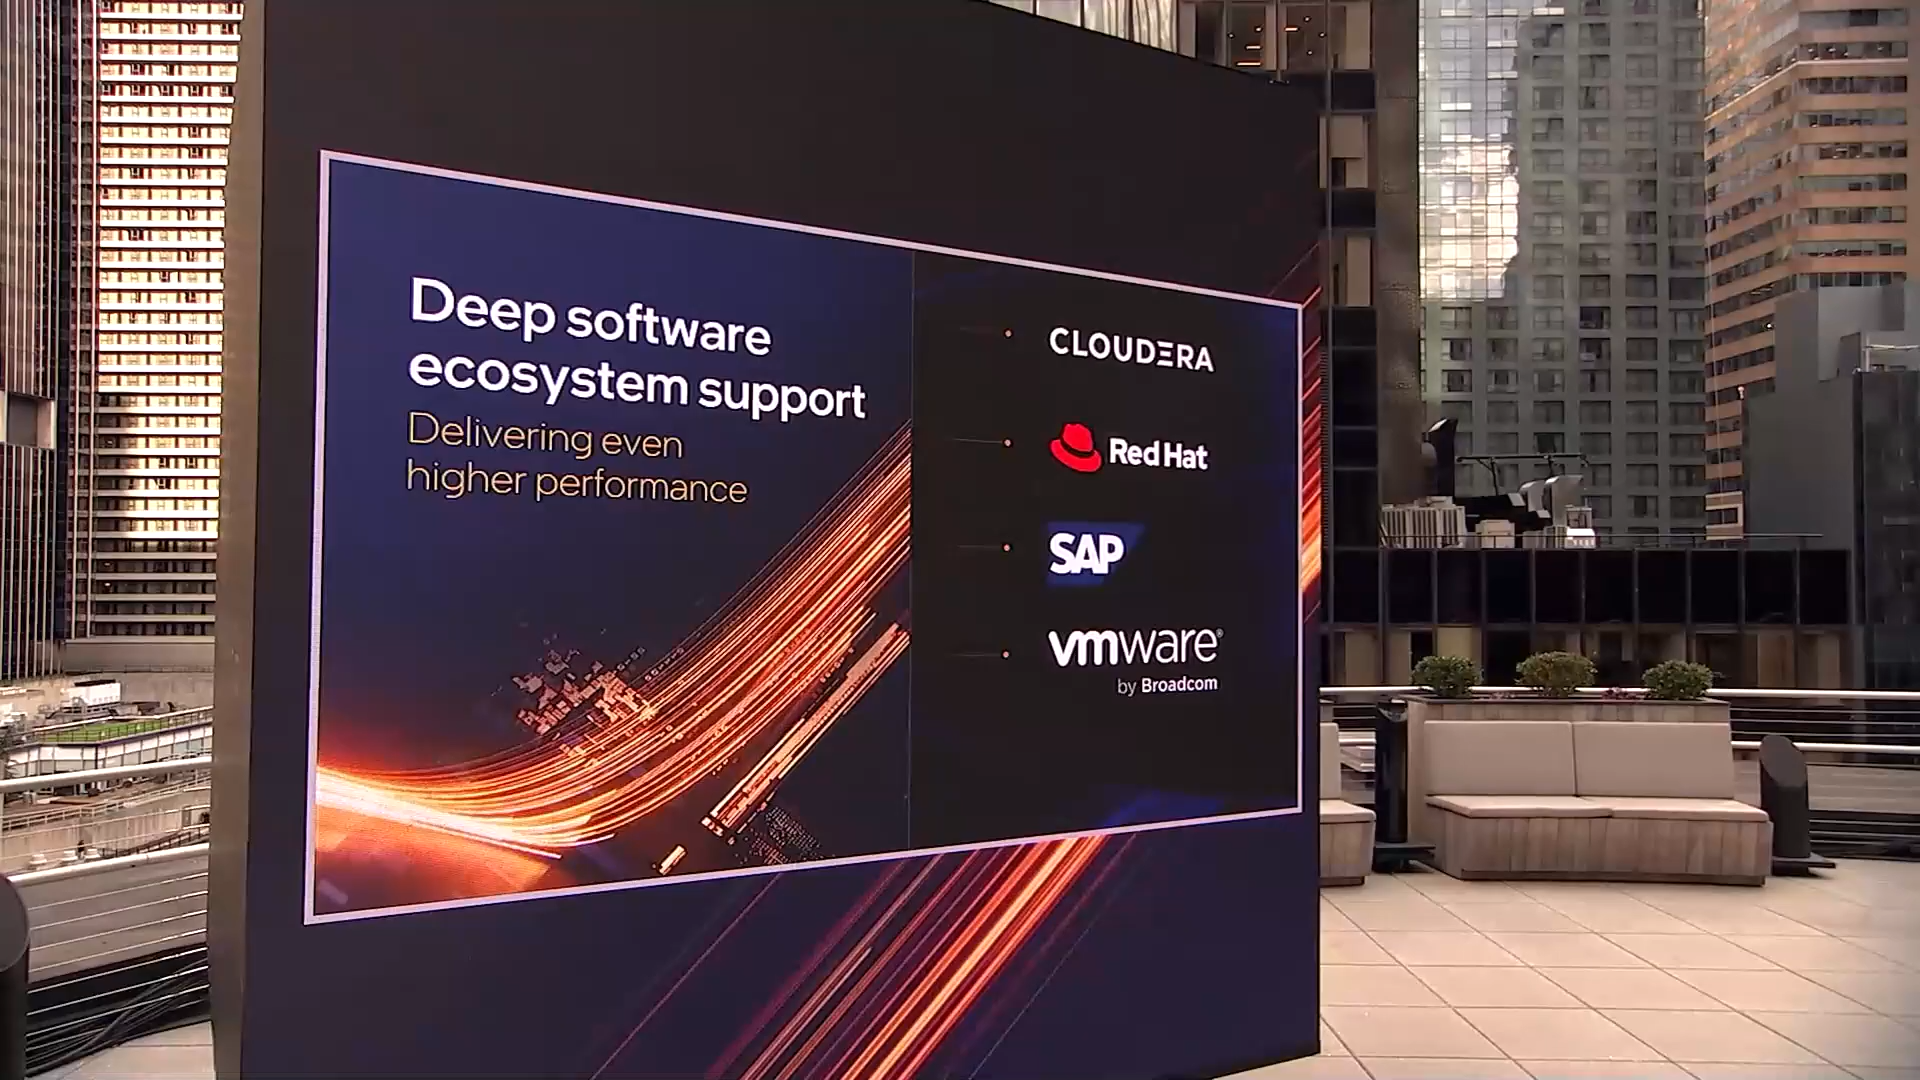 Deep software
ecosystem support
Delivering even
higher performance
CLOUDERA
Red Hat
SAP
vmware®
by Broadcom